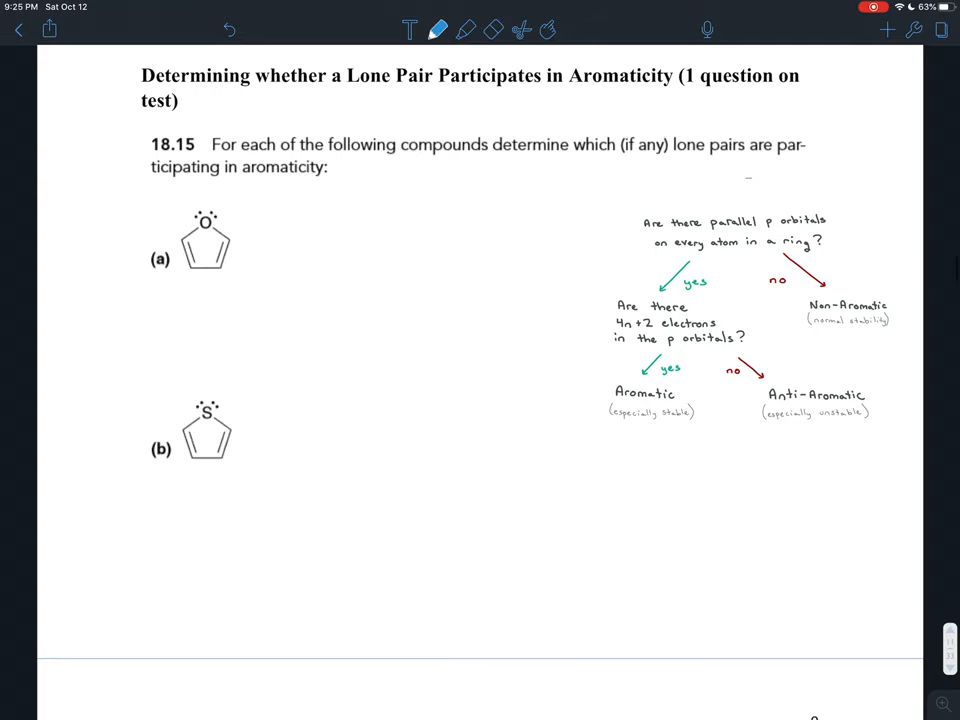 9:25 PM Sat Oct 12
63%
T
Determining whether a Lone Pair Participates in Aromaticity (1 question on
test)
18.15 For each of the following compounds determine which (if any) lone pairs are par-
ticipating in aromaticity:
O
(a)
Are there parallel p orbitals
on every atom in a ring?
yes
no
Are there
4n+2 electrons
in the p orbitals?
Non-Aromatic
(normal stability)
yes
no
Aromatic
(especially stable)
Anti-Aromatic
(especially unstable)
S
(b)
11
33